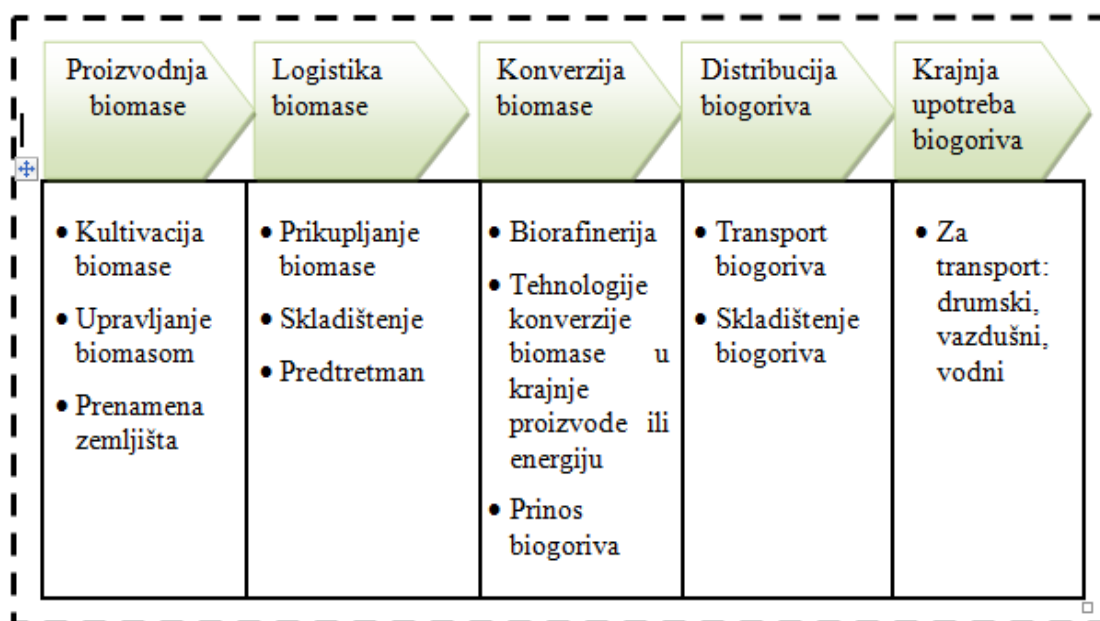 Proizvodnja
biomase
Logistika
biomase
Konverzija
biomase
Distribucija
biogoriva
Krajnja
upotreba
biogoriva
• Kultivacija
biomase
• Upravljanje
biomasom
• Prenamena
zemljišta
• Prikupljanje
biomase
• Skladištenje
• Predtretman
• Biorafinerija
• Tehnologije
konverzije
biomase u
krajnje
proizvode ili
energiju
• Prinos
biogoriva
• Transport
biogoriva
• Skladištenje
biogoriva
• Za
transport:
drumski,
vazdušni,
vodni